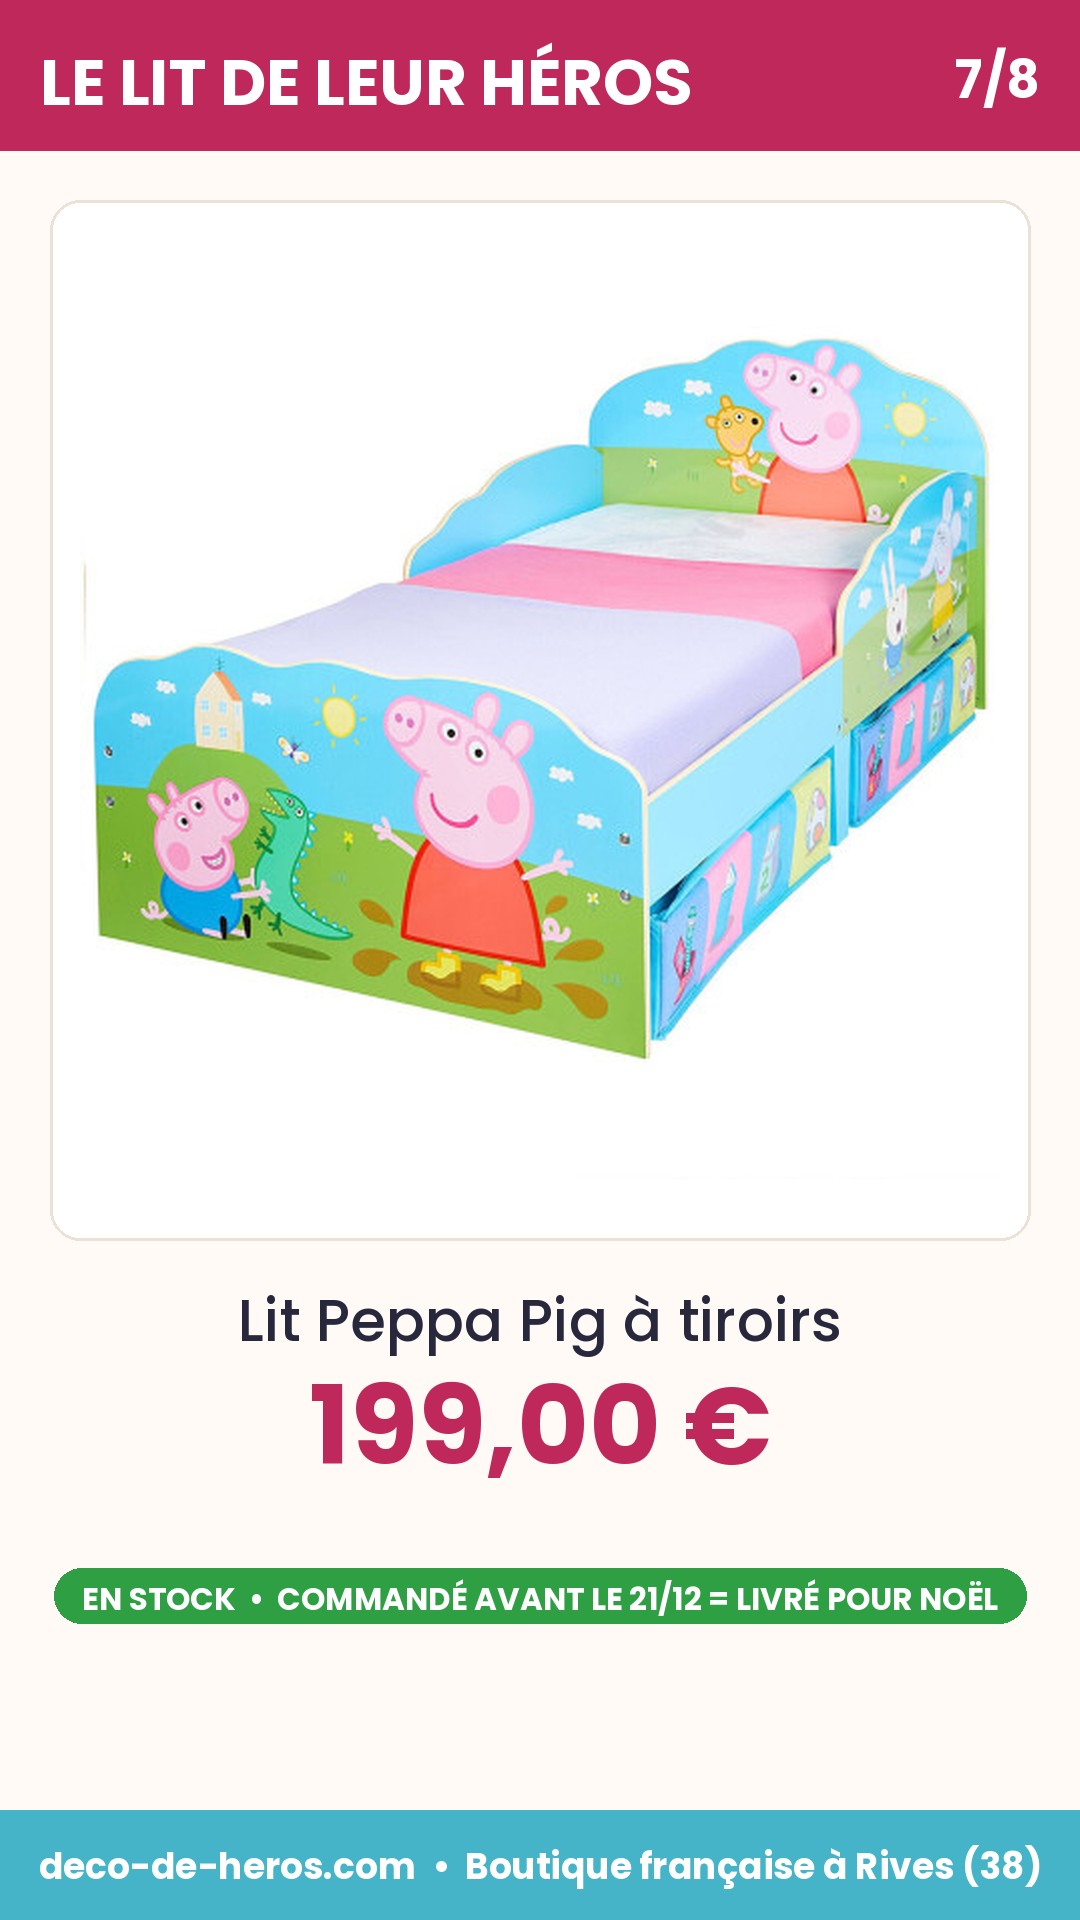 LE LIT DE LEUR HÉROS
7/8
Lit Peppa Pig à tiroirs
199,00 €
EN STOCK • COMMANDÉ AVANT LE 21/12 = LIVRÉ POUR NOËL
deco-de-heros.com • Boutique française à Rives (38)